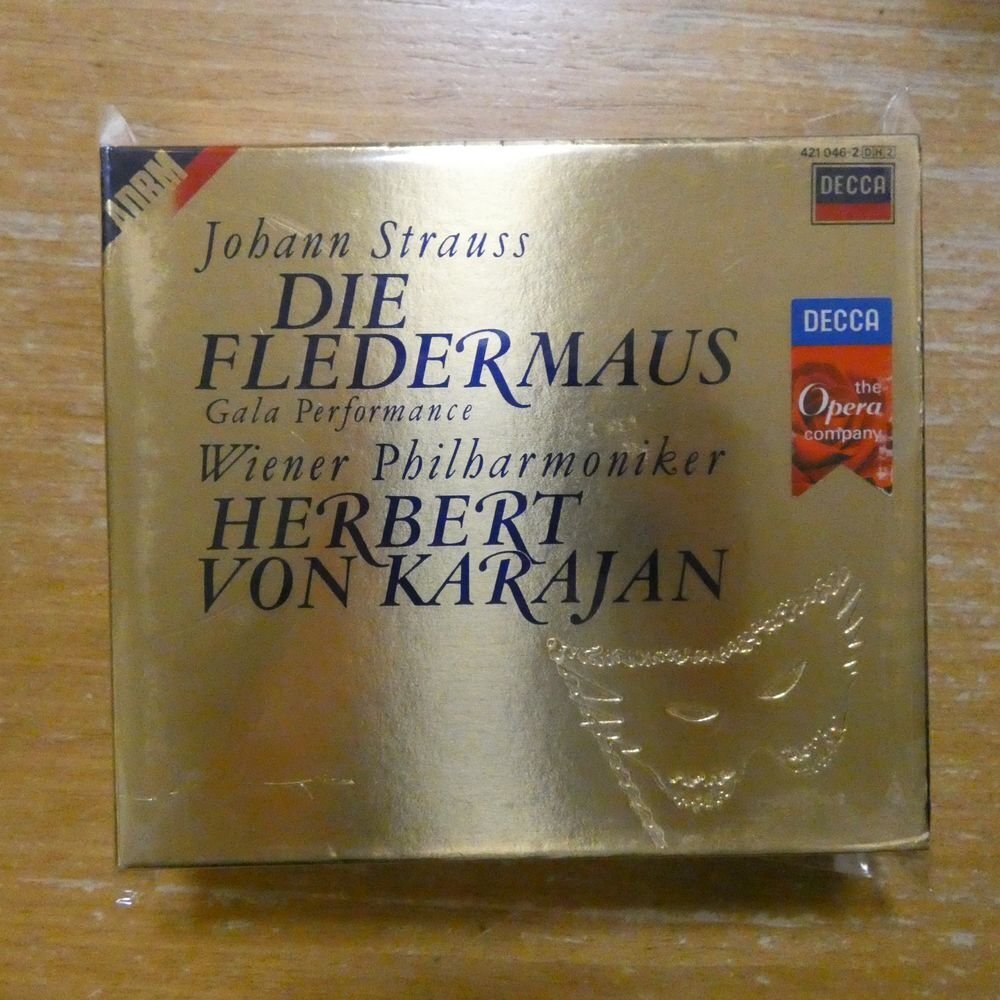 ADRM
421 046-2 DH 2
DECCA
Johann Strauss
DIE
FLEDERMAUS
Gala Performance
Wiener Philharmoniker
HERBERT
VON KARAJAN
DECCA
the
Opera
company